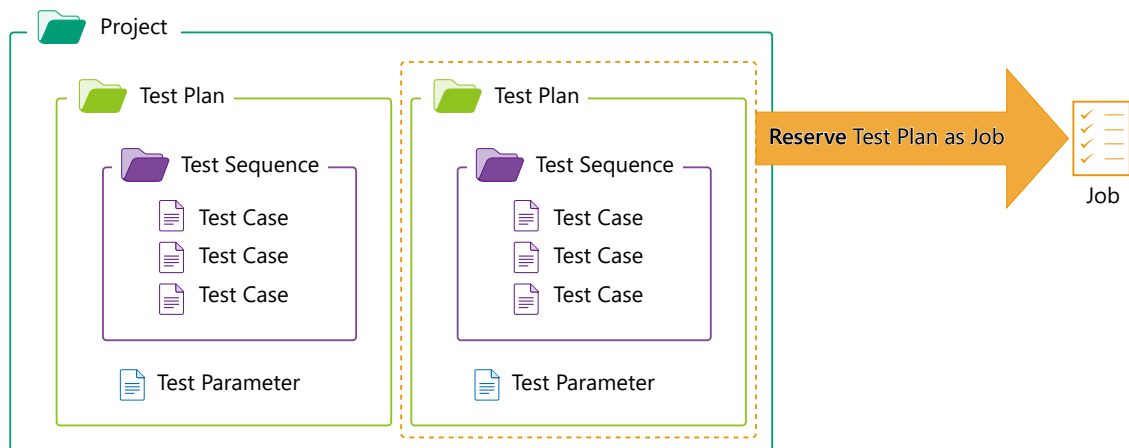 Project
Test Plan
Test Sequence
Test Case
Test Case
Test Case
Test Parameter
Test Plan
Test Sequence
Test Case
Test Case
Test Case
Test Parameter
Reserve Test Plan as Job
Job